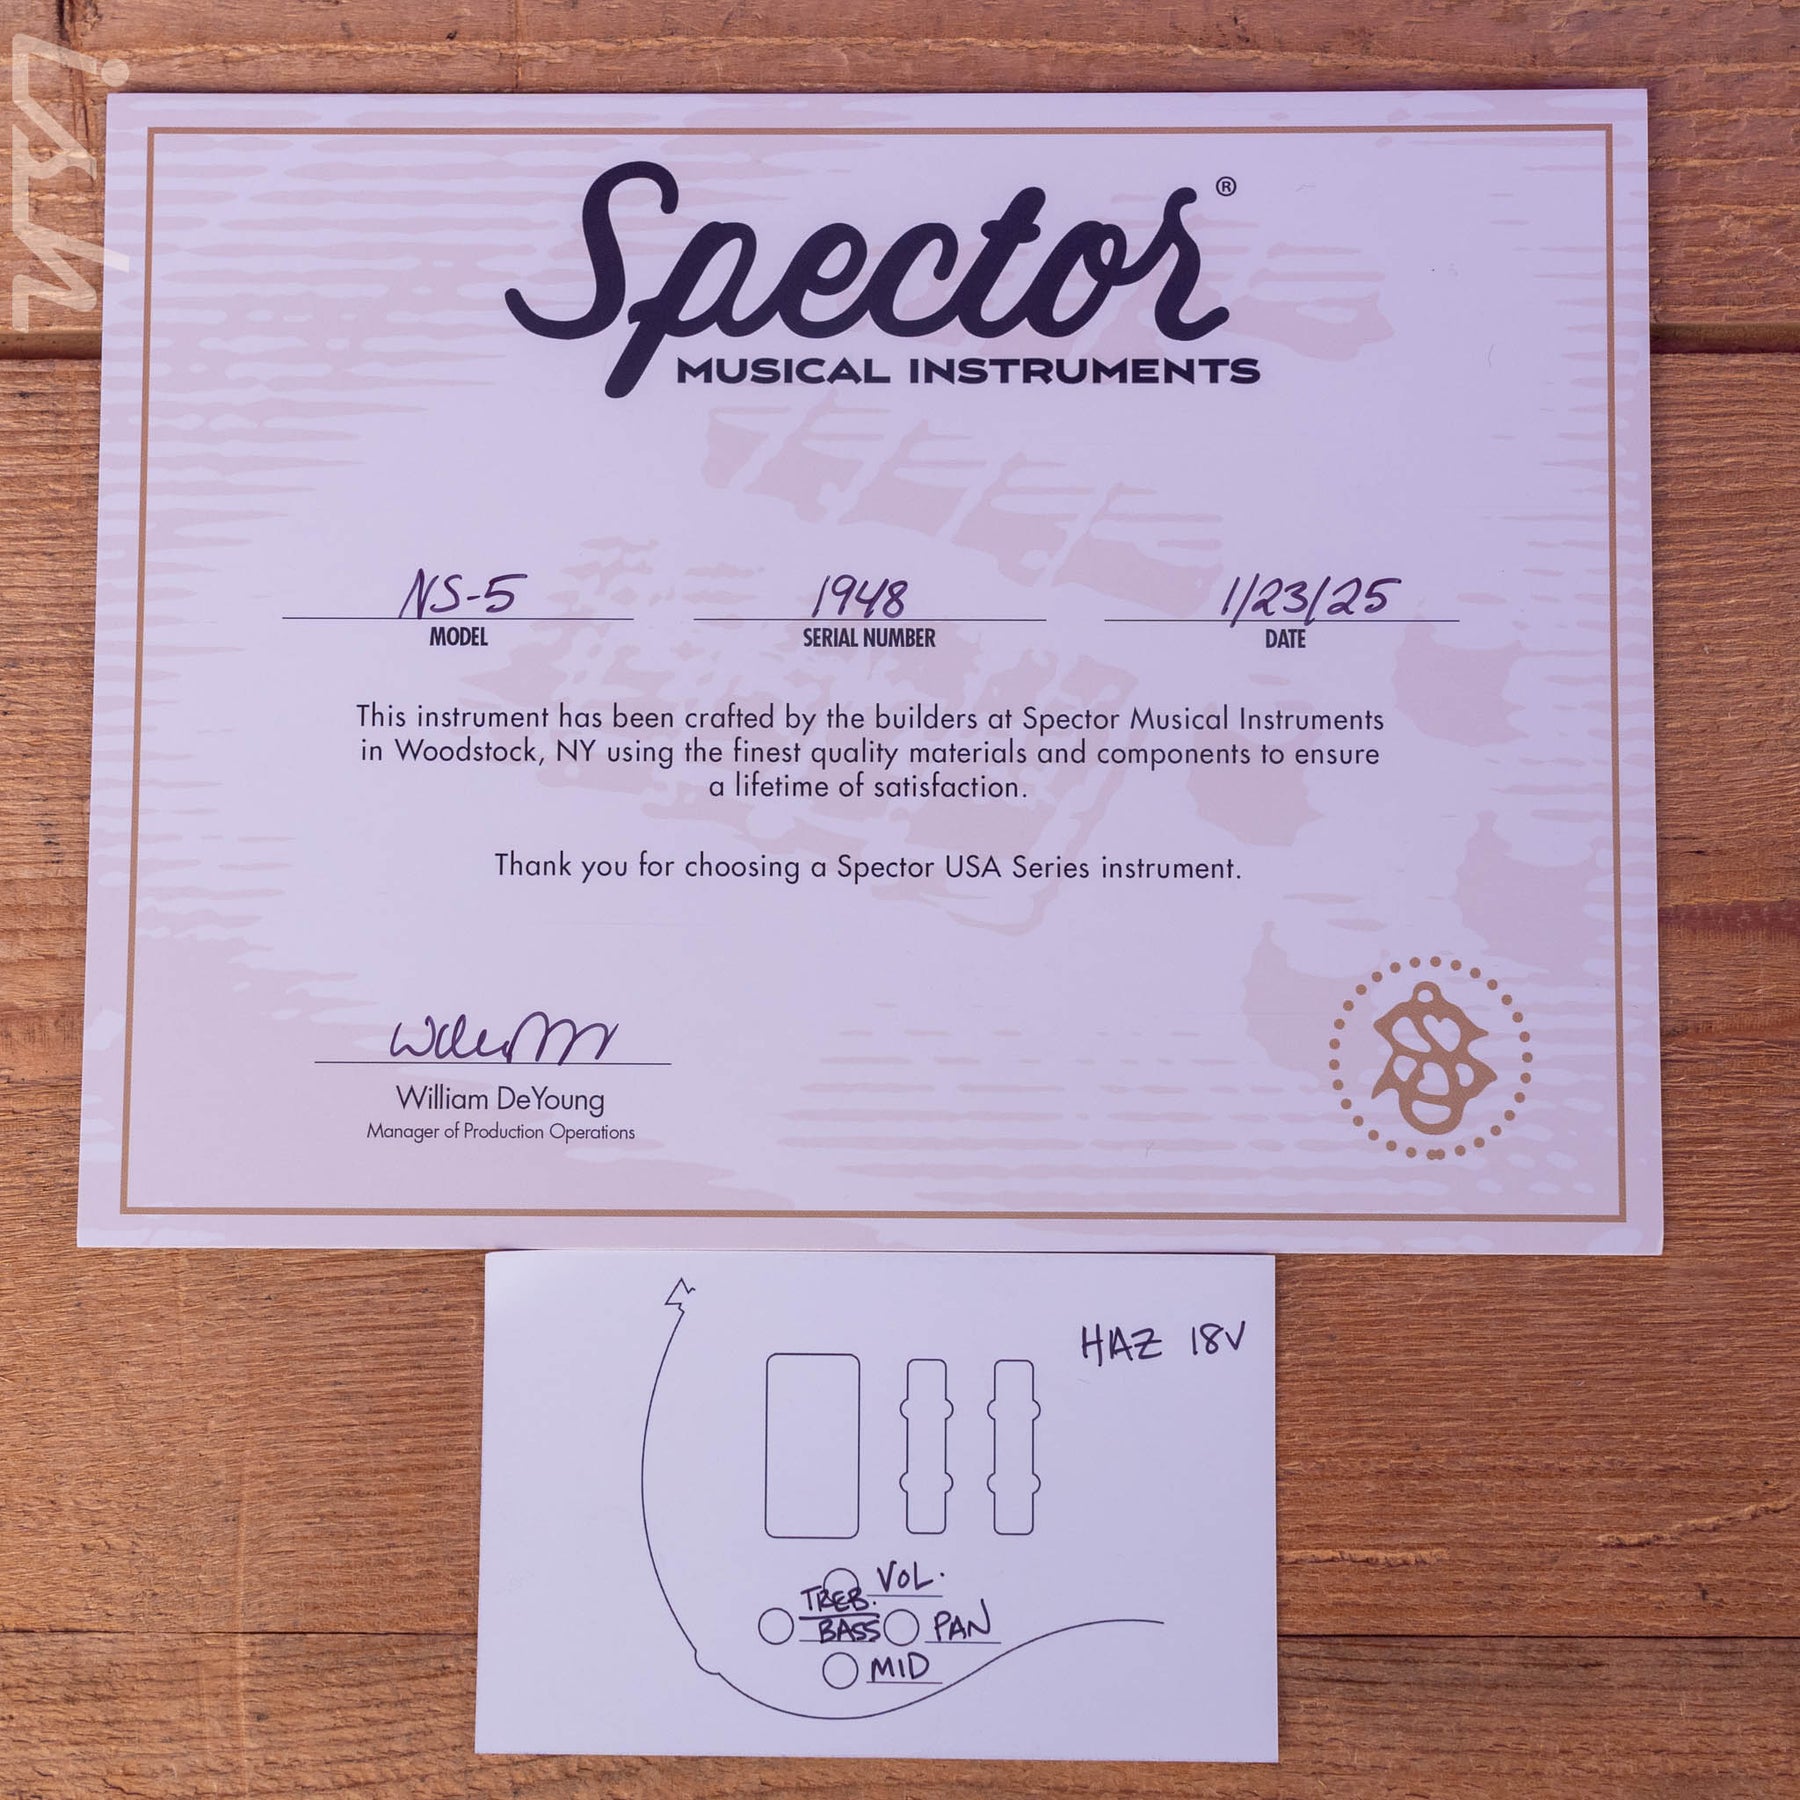 Spector®
MUSICAL INSTRUMENTS
NS-5 1948 1/23/25
MODEL SERIAL NUMBER DATE
This instrument has been crafted by the builders at Spector Musical Instruments
in Woodstock, NY using the finest quality materials and components to ensure
a lifetime of satisfaction.
Thank you for choosing a Spector USA Series instrument.
William DeYoung
Manager of Production Operations
HAZ 18V
VOL.
TREB.
BASS PAN
MID